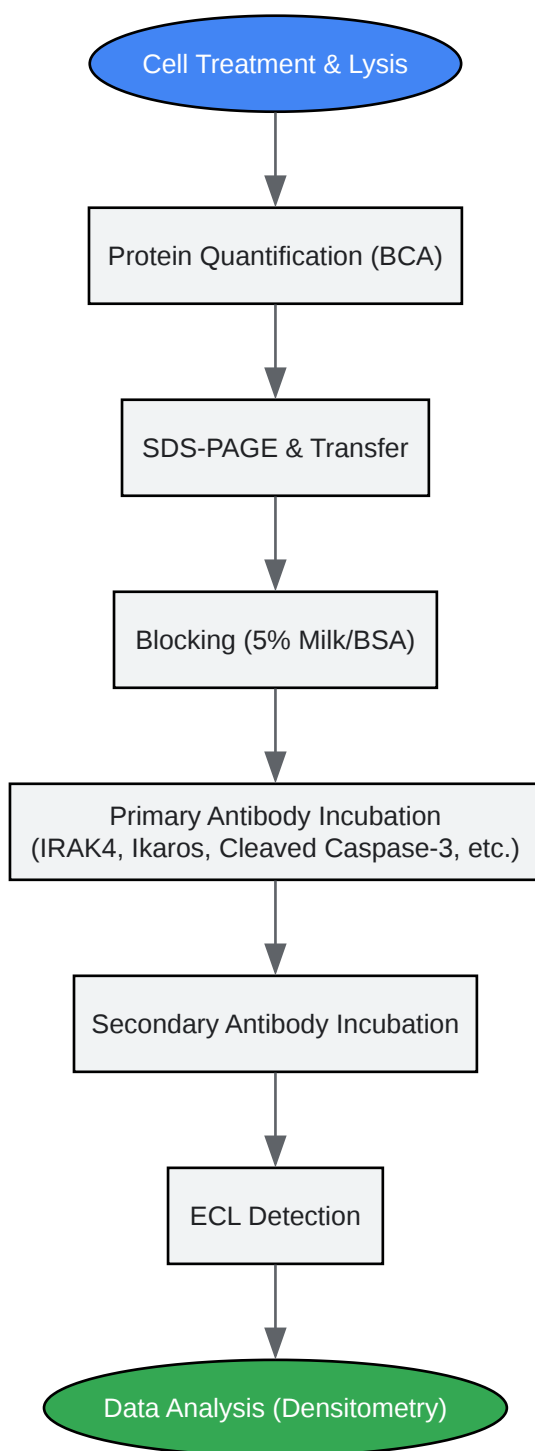 Cell Treatment & Lysis
Protein Quantification (BCA)
SDS-PAGE & Transfer
Blocking (5% Milk/BSA)
Primary Antibody Incubation
(IRAK4, Ikaros, Cleaved Caspase-3, etc.)
Secondary Antibody Incubation
ECL Detection
Data Analysis (Densitometry)